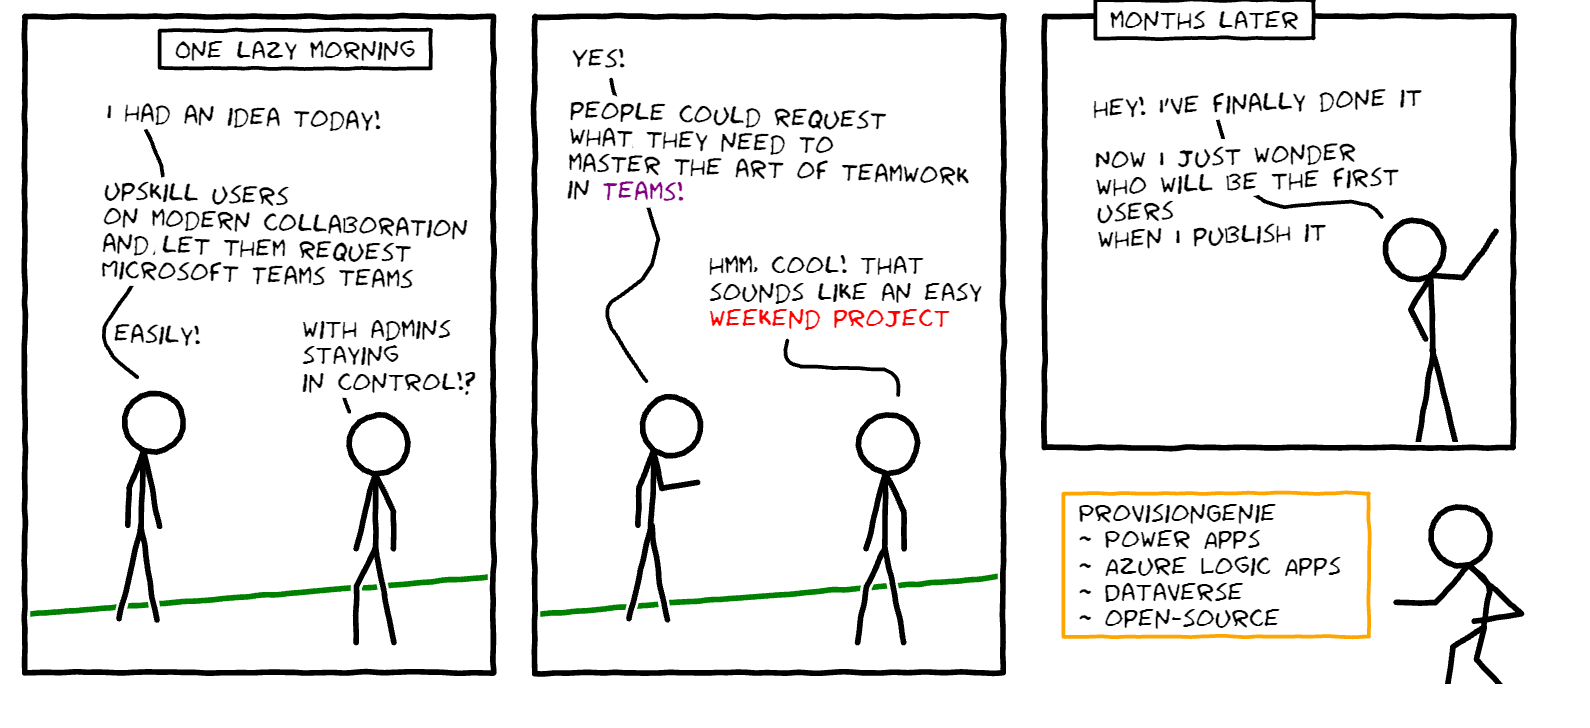 ONE LAZY MORNING
I HAD AN IDEA TODAY!
UPSKILL USERS
ON MODERN COLLABORATION
AND, LET THEM REQUEST
MICROSOFT TEAMS TEAMS
EASILY!
WITH ADMINS
STAYING
IN CONTROL!?
YES!
PEOPLE COULD REQUEST
WHAT THEY NEED TO
MASTER THE ART OF TEAMWORK
IN TEAMS!
HMM, COOL! THAT
SOUNDS LIKE AN EASY
WEEKEND PROJECT
MONTHS LATER
HEY! I'VE FINALLY DONE IT
NOW I JUST WONDER
WHO WILL BE THE FIRST
USERS
WHEN I PUBLISH IT
PROVISIONGENIE
~ POWER APPS
~ AZURE LOGIC APPS
~ DATAVERSE
~ OPEN-SOURCE